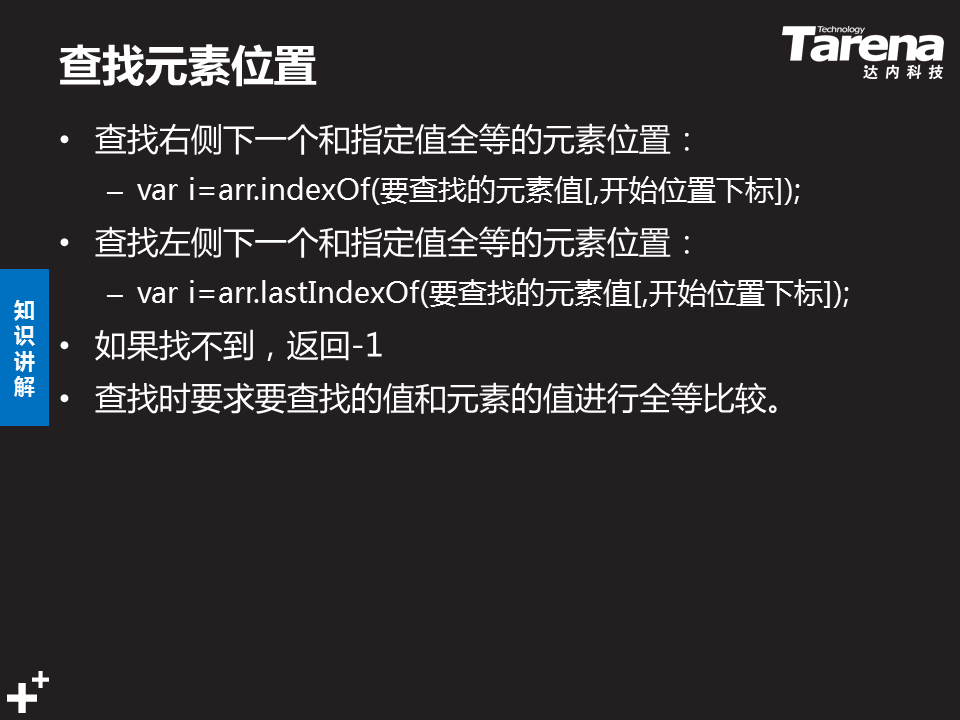 查找元素位置
Technology
Tarena
达内科技
• 查找右侧下一个和指定值全等的元素位置：
– var i=arr.indexOf(要查找的元素值[,开始位置下标]);
• 查找左侧下一个和指定值全等的元素位置：
– var i=arr.lastIndexOf(要查找的元素值[,开始位置下标]);
• 如果找不到，返回-1
• 查找时要求要查找的值和元素的值进行全等比较。
知识讲解